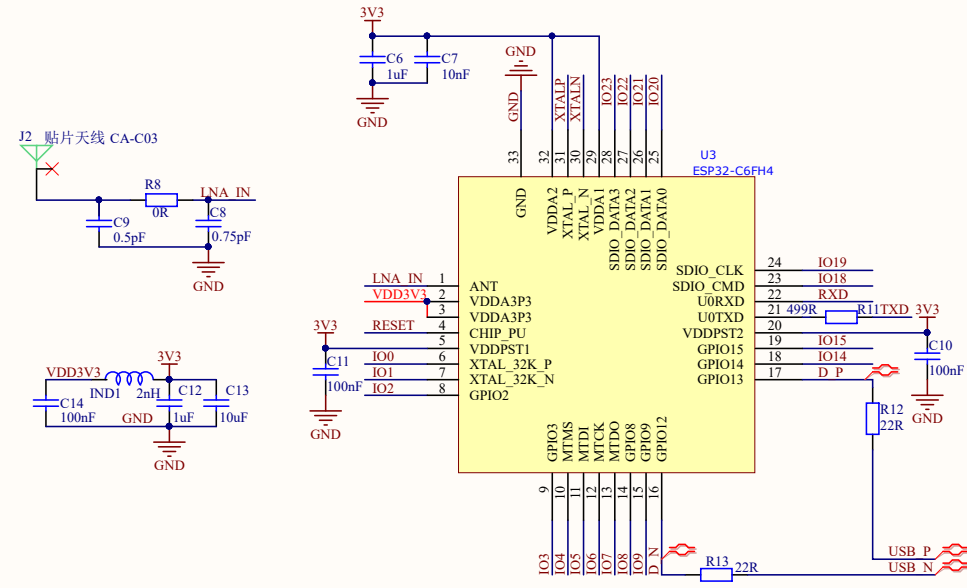 3V3
C6
1uF
C7
10nF
GND
GND
GND
XTALP
XTALN
IO23
IO22
IO21
IO20
33
32
31
30
29
28
27
26
25
U3
ESP32-C6FH4
J2 贴片天线 CA-C03
R8
0R
LNA_IN
C9
0.5pF
C8
0.75pF
GND
GND
VDDA2
XTAL_P
XTAL_N
VDDA1
SDIO_DATA3
SDIO_DATA2
SDIO_DATA1
SDIO_DATA0
LNA_IN 1 ANT
VDD3V3 2 VDDA3P3
3 VDDA3P3
RESET 4 CHIP_PU
5 VDDPST1
IO0 6 XTAL_32K_P
IO1 7 XTAL_32K_N
IO2 8 GPIO2
3V3
C11
100nF
GND
SDIO_CLK 24 IO19
SDIO_CMD 23 IO18
U0RXD 22 RXD
U0TXD 21 499R R11 TXD
VDDPST2 20
GPIO15 19 IO15
GPIO14 18 IO14
GPIO13 17 D_P
3V3
C10
100nF
GND
R12
22R
VDD3V3
IND1
2nH
3V3
C14
100nF
C12
1uF
C13
10uF
GND
GND
GPIO3
MTMS
MTDI
MTCK
MTDO
GPIO8
GPIO9
GPIO12
9
10
11
12
13
14
15
16
IO3
IO4
IO5
IO6
IO7
IO8
IO9
D_N
R13
22R
USB_P
USB_N